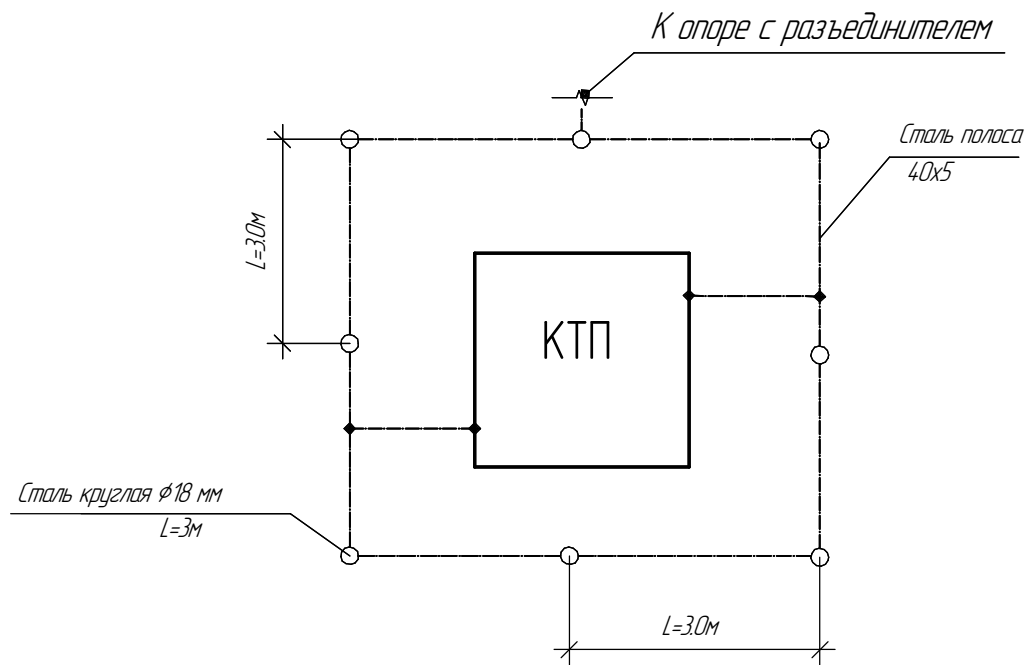 К опоре с разъединителем
Сталь полоса
40х5
L=3.0м
КТП
Сталь круглая ϕ18 мм
L=3м
L=3.0м